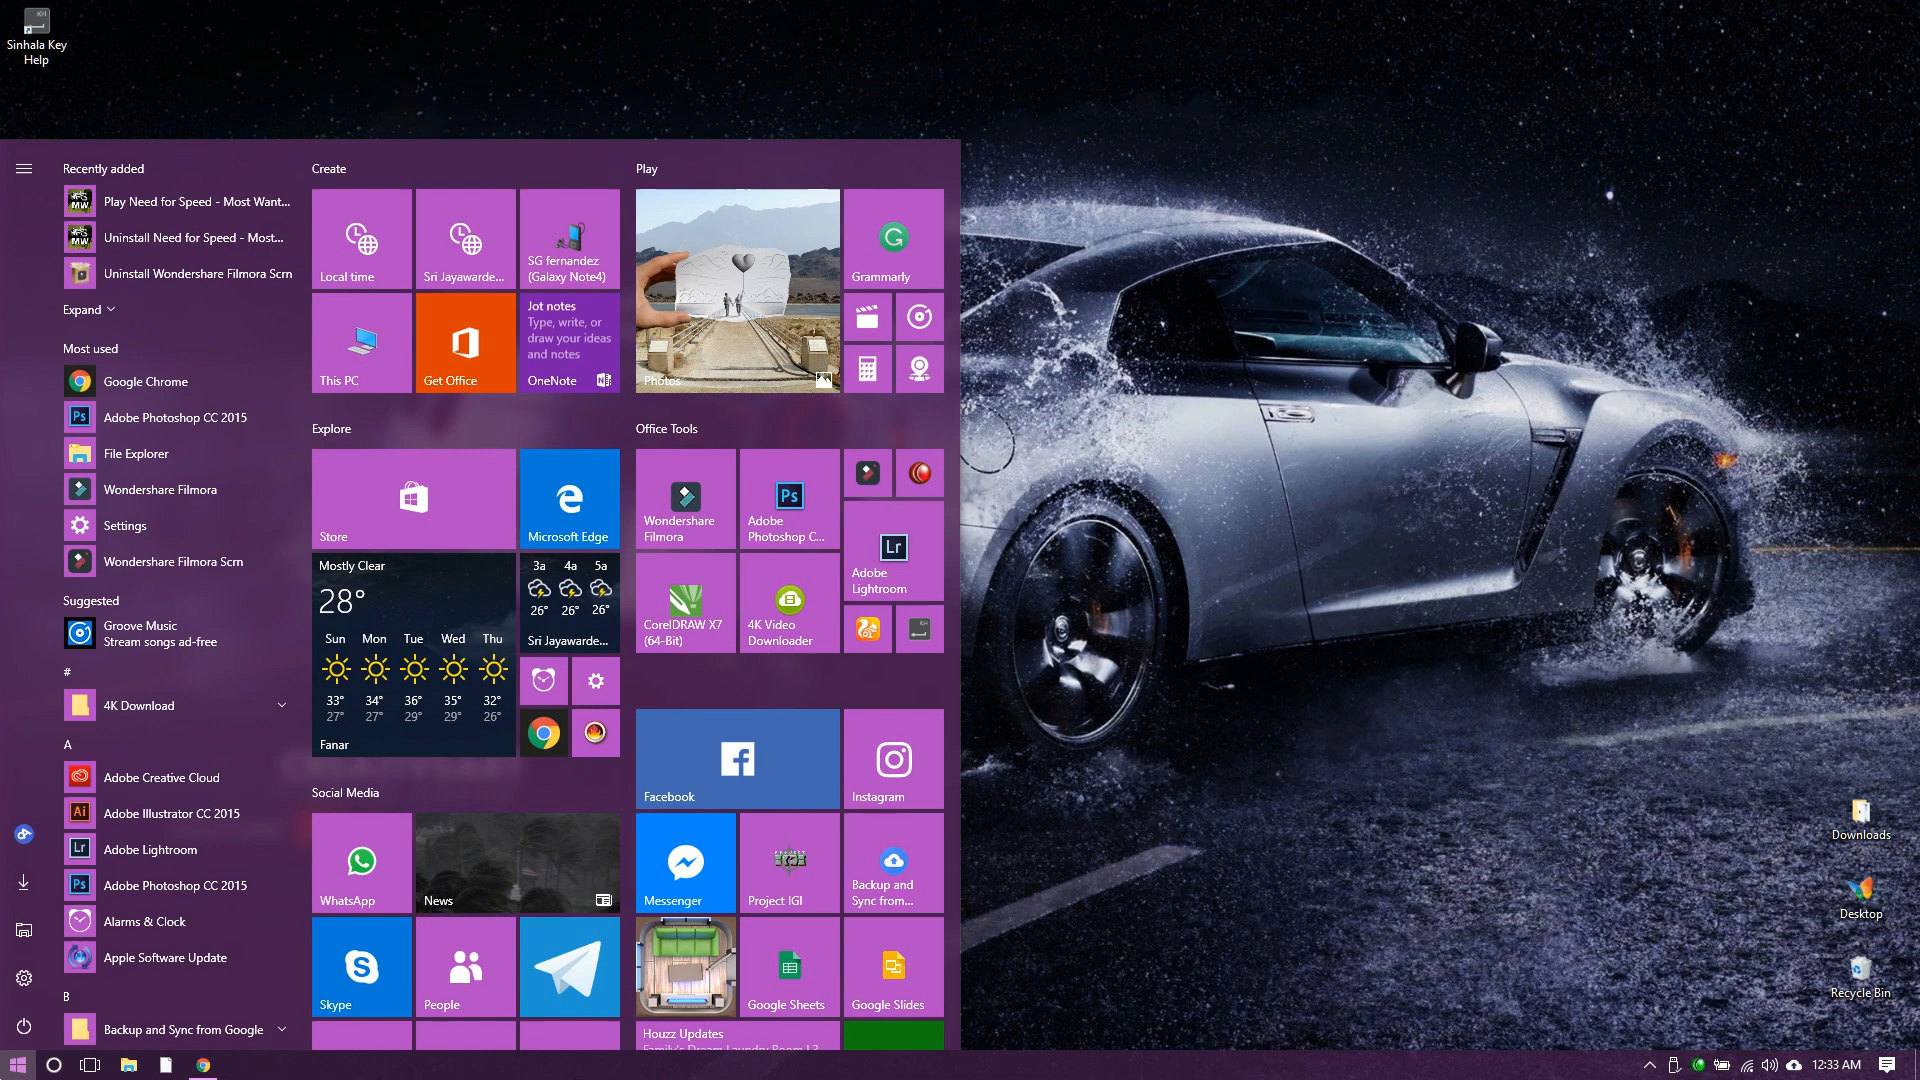 Sinhala Key
Help
Recently added
Play Need for Speed - Most Want...
Uninstall Need for Speed - Most...
Uninstall Wondershare Filmora Scrn
Expand
Most used
Google Chrome
Adobe Photoshop CC 2015
File Explorer
Wondershare Filmora
Settings
Wondershare Filmora Scrn
Suggested
Groove Music
Stream songs ad-free
#
4K Download
A
Adobe Creative Cloud
Adobe Illustrator CC 2015
Adobe Lightroom
Adobe Photoshop CC 2015
Alarms & Clock
Apple Software Update
B
Backup and Sync from Google
Create
Local time
Sri Jayawarde...
SG fernandez
(Galaxy Note4)
This PC
Get Office
Jot notes
Type, write, or
draw your ideas
and notes
OneNote
Explore
Store
Microsoft Edge
Mostly Clear
28°
Sun Mon Tue Wed Thu
33° 34° 36° 35° 32°
27° 27° 29° 29° 26°
Fanar
3a 4a 5a
26° 26° 26°
Sri Jayawarde...
Social Media
WhatsApp
News
Skype
People
Play
Photos
Grammarly
Office Tools
Wondershare
Filmora
Ps
Adobe
Photoshop C...
Lr
Adobe
Lightroom
CorelDRAW X7
(64-Bit)
4K Video
Downloader
Facebook
Instagram
Messenger
Project IGI
Backup and
Sync from...
Google Sheets
Google Slides
Houzz Updates
Family's Dream Laundry Room | 3
Downloads
Desktop
Recycle Bin
12:33 AM